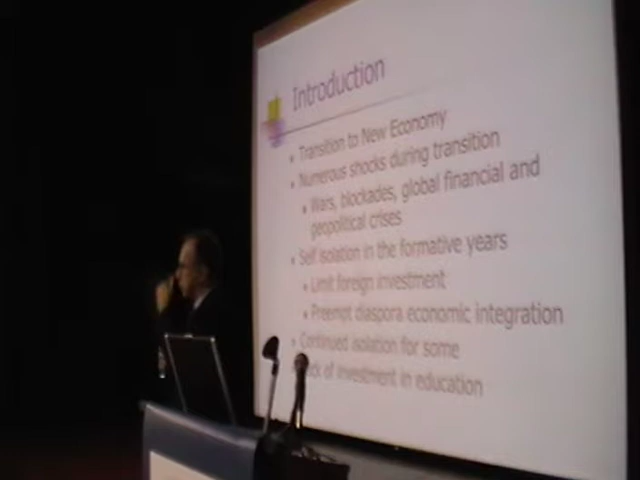 Introduction
Transition to New Economy
Numerous shocks during transition
Wars, blockades, global financial and
geopolitical crises
Self isolation in the formative years
Limit foreign investment
Preempt diaspora economic integration
Continued isolation for some
of investment in education